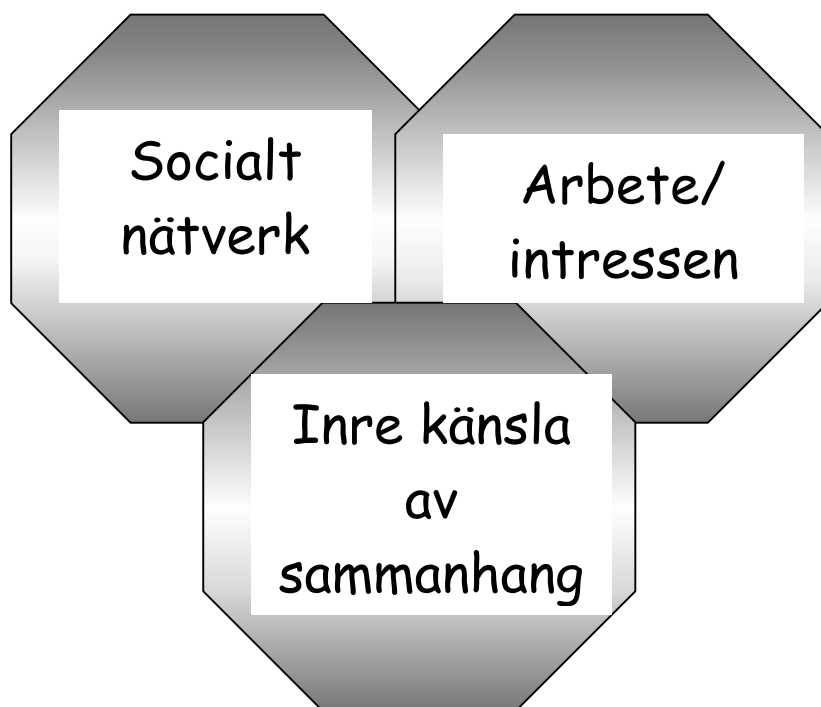 Socialt
nätverk
Arbete/
intressen
Inre känsla
av
sammanhang